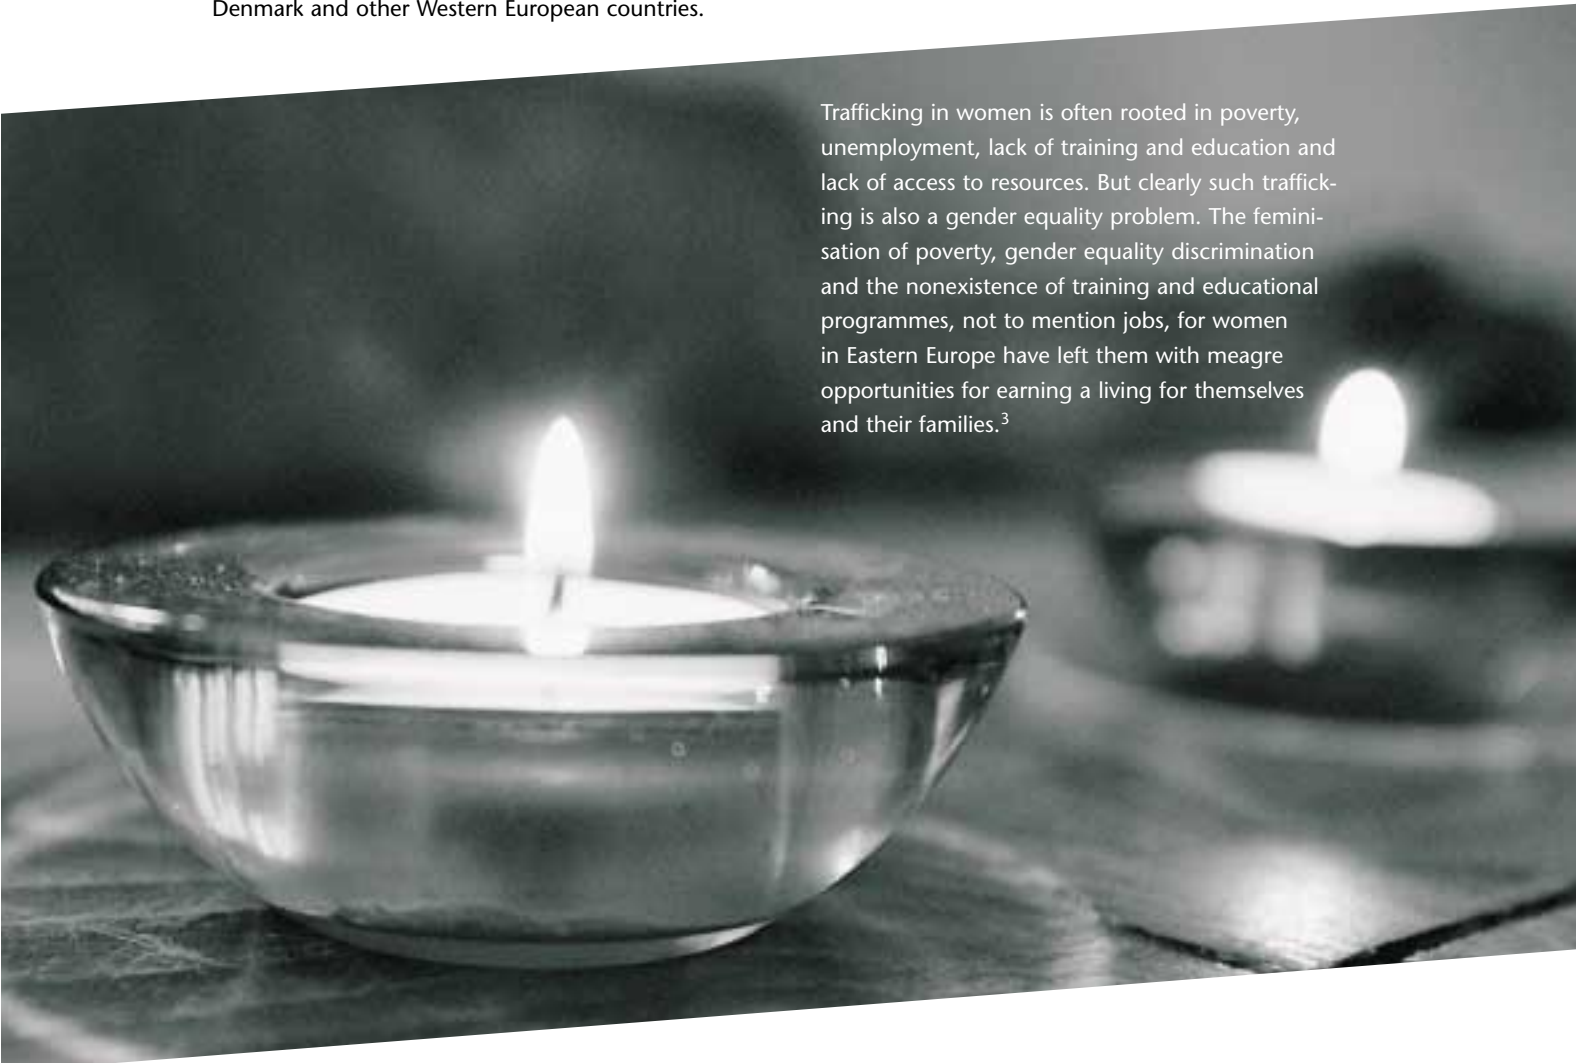 Denmark and other Western European countries.
Trafficking in women is often rooted in poverty,
unemployment, lack of training and education and
lack of access to resources. But clearly such traffick-
ing is also a gender equality problem. The femini-
sation of poverty, gender equality discrimination
and the nonexistence of training and educational
programmes, not to mention jobs, for women
in Eastern Europe have left them with meagre
opportunities for earning a living for themselves
and their families.3